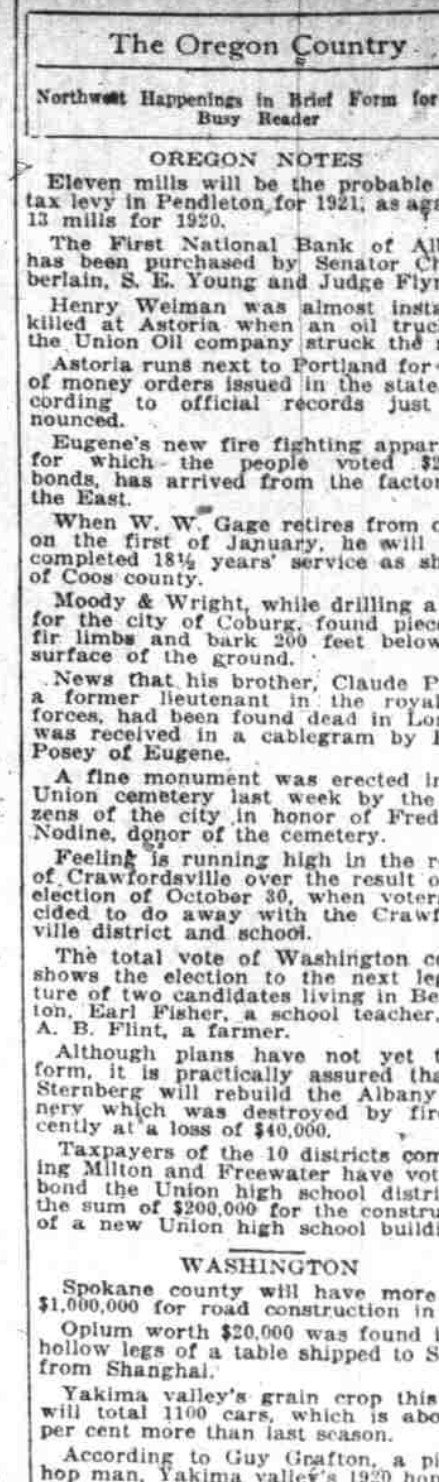 The Oregon Country
Northwest Happenings in Brief Form for
Busy Reader
OREGON NOTES
Eleven mills will be the probable
tax levy in Pendleton for 1921, as aga
13 mills for 1920.
The First National Bank of Alb
has been purchased by Senator Ch
berlain, S. E. Young and Judge Flyn
Henry Weiman was almost insta
killed at Astoria when an oil truc
the Union Oil company struck the
Astoria runs next to Portland for
of money orders issued in the state
cording to official records just
nounced.
Eugene's new fire fighting appar
for which the people voted $2
bonds, has arrived from the factor
the East.
When W. W. Gage retires from o
on the first of January, he will
completed 18½ years' service as sh
of Coos county.
Moody & Wright, while drilling a
for the city of Coburg, found piec
fir limbs and bark 200 feet below
surface of the ground.
News that his brother, Claude P
a former lieutenant in the royal
forces, had been found dead in Lon
was received in a cablegram by
Posey of Eugene.
A fine monument was erected in
Union cemetery last week by the
zens of the city in honor of Fred
Nodine, donor of the cemetery.
Feeling is running high in the r
of Crawfordsville over the result o
election of October 30, when voter
cided to do away with the Crawf
ville district and school.
The total vote of Washington co
shows the election to the next leg
ture of two candidates living in Be
ton, Earl Fisher, a school teacher,
A. B. Flint, a farmer.
Although plans have not yet t
form, it is practically assured tha
Sternberg will rebuild the Albany
nery which was destroyed by fire
cently at a loss of $40,000.
Taxpayers of the 10 districts com
ing Milton and Freewater have vot
bond the Union high school distri
the sum of $200,000 for the constru
of a new Union high school buildi
WASHINGTON
Spokane county will have more
$1,000,000 for road construction in
Opium worth $20,000 was found i
hollow legs of a table shipped to S
from Shanghai.
Yakima valley's grain crop this
will total 1100 cars, which is abo
per cent more than last season.
According to Guy Grafton, a p
hop man, Yakima valley's 1920 ho